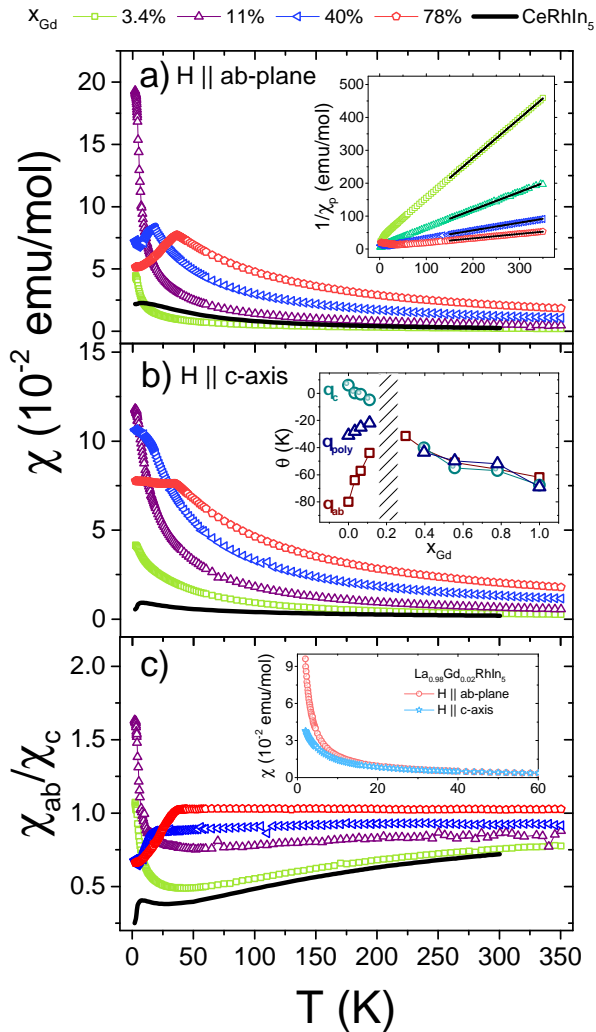 x_Gd 3.4% 11% 40% 78% CeRhIn₅
a) H || ab-plane
20
15
10
5
0
500
400
300
200
100
0
1/χ_p (emu/mol)
0 100 200 300
b) H || c-axis
15
10
5
0
χ (10⁻² emu/mol)
0
-20
-40
-60
-80
θ (K)
q_c
q_poly
q_ab
0.0 0.2 0.4 0.6 0.8 1.0
x_Gd
c)
2.0
1.5
1.0
0.5
χ_ab/χ_c
9
6
3
0
χ (10⁻² emu/mol)
La₀.₉₈Gd₀.₀₂RhIn₅
H || ab-plane
H || c-axis
0 20 40 60
0 50 100 150 200 250 300 350
T (K)